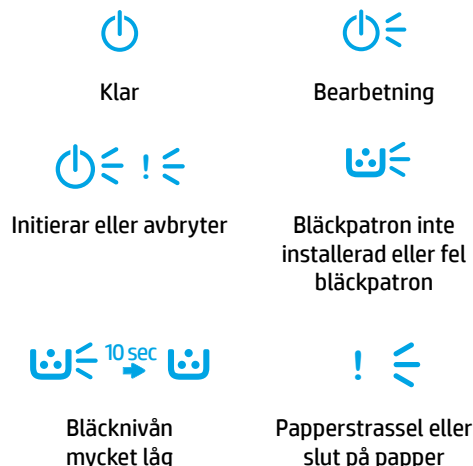 Klar
Bearbetning
!
Initierar eller avbryter
Bläckpatron inte
installerad eller fel
bläckpatron
10 sec
Bläcknivån
mycket låg
!
Papperstrassel eller
slut på papper